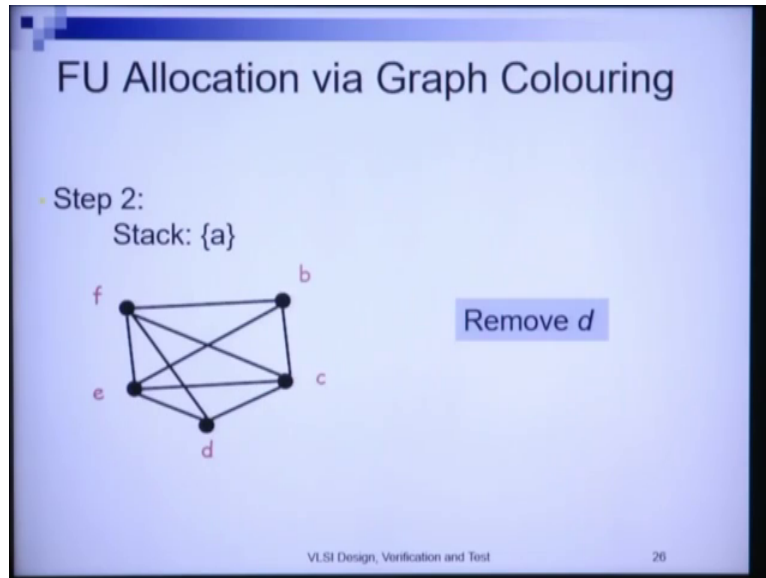 FU Allocation via Graph Colouring
Step 2:
Stack: {a}
b
f
Remove d
c
e
d
VLSI Design, Verification and Test
26